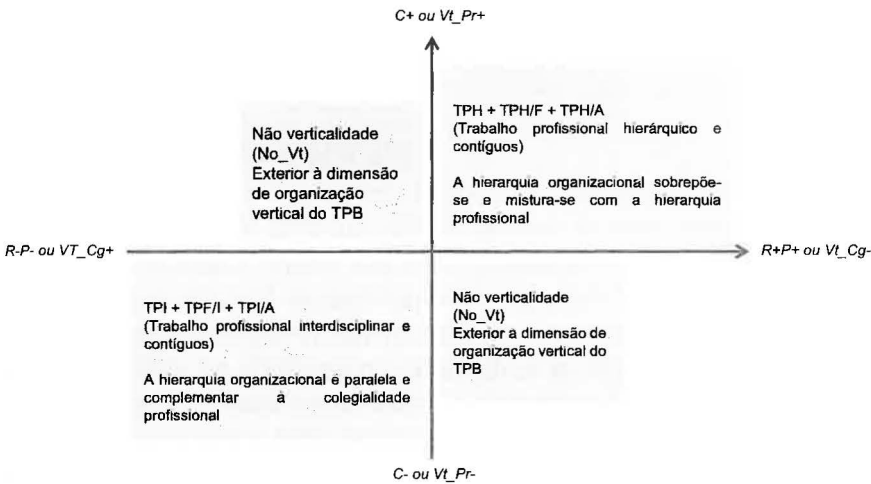 C+ ou Vt_Pr+
Não verticalidade
(No_Vt)
Exterior à dimensão
de organização
vertical do TPB
TPH + TPH/F + TPH/A
(Trabalho profissional hierárquico e
contíguos)
A hierarquia organizacional sobrepõe-
se e mistura-se com a hierarquia
profissional
R-P- ou VT_Cg+
R+P+ ou Vt_Cg-
TPI + TPF/I + TPI/A
(Trabalho profissional interdisciplinar e
contíguos)
A hierarquia organizacional é paralela e
complementar à colegialidade
profissional
Não verticalidade
(No_Vt)
Exterior à dimensão de
organização vertical do
TPB
C- ou Vt_Pr-